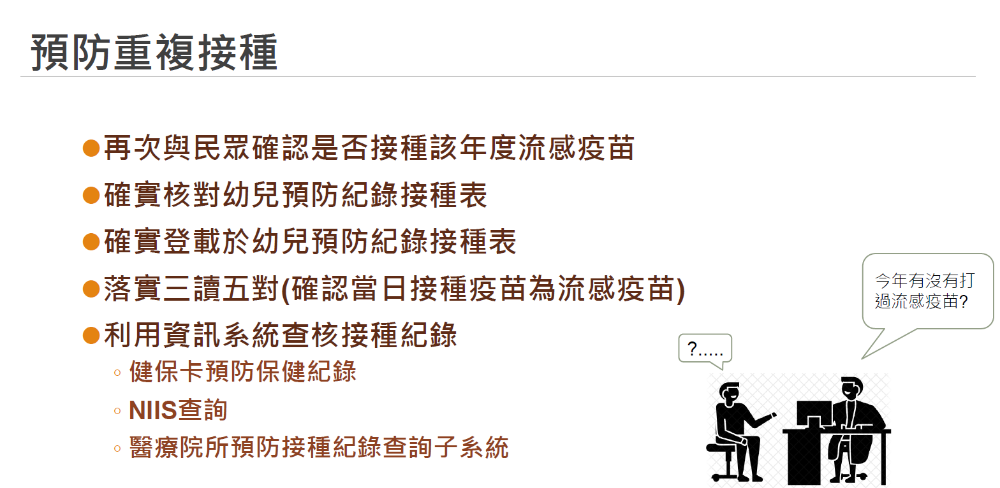 預防重複接種
●再次與民眾確認是否接種該年度流感疫苗
●確實核對幼兒預防紀錄接種表
●確實登載於幼兒預防紀錄接種表
●落實三讀五對(確認當日接種疫苗為流感疫苗)
●利用資訊系統查核接種紀錄
◦ 健保卡預防保健紀錄
◦ NIIS查詢
◦ 醫療院所預防接種紀錄查詢子系統
今年有沒有打
過流感疫苗?
?.....